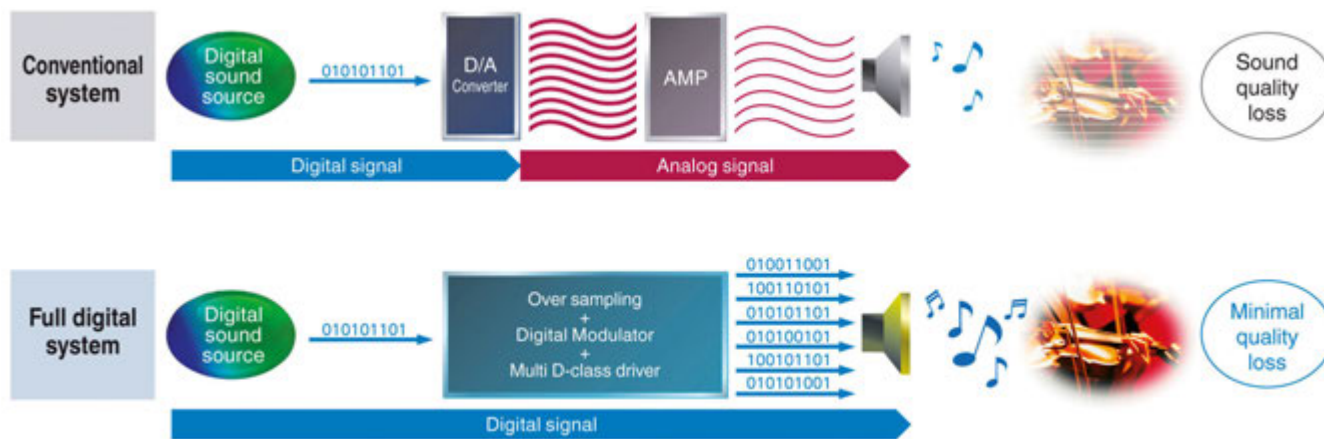 Conventional
system
Digital
sound
source
010101101
D/A
Converter
AMP
Sound
quality
loss
Digital signal
Analog signal
Full digital
system
Digital
sound
source
010101101
Over sampling
+
Digital Modulator
+
Multi D-class driver
010011001
100110101
010101101
010100101
100101101
010101001
Minimal
quality
loss
Digital signal